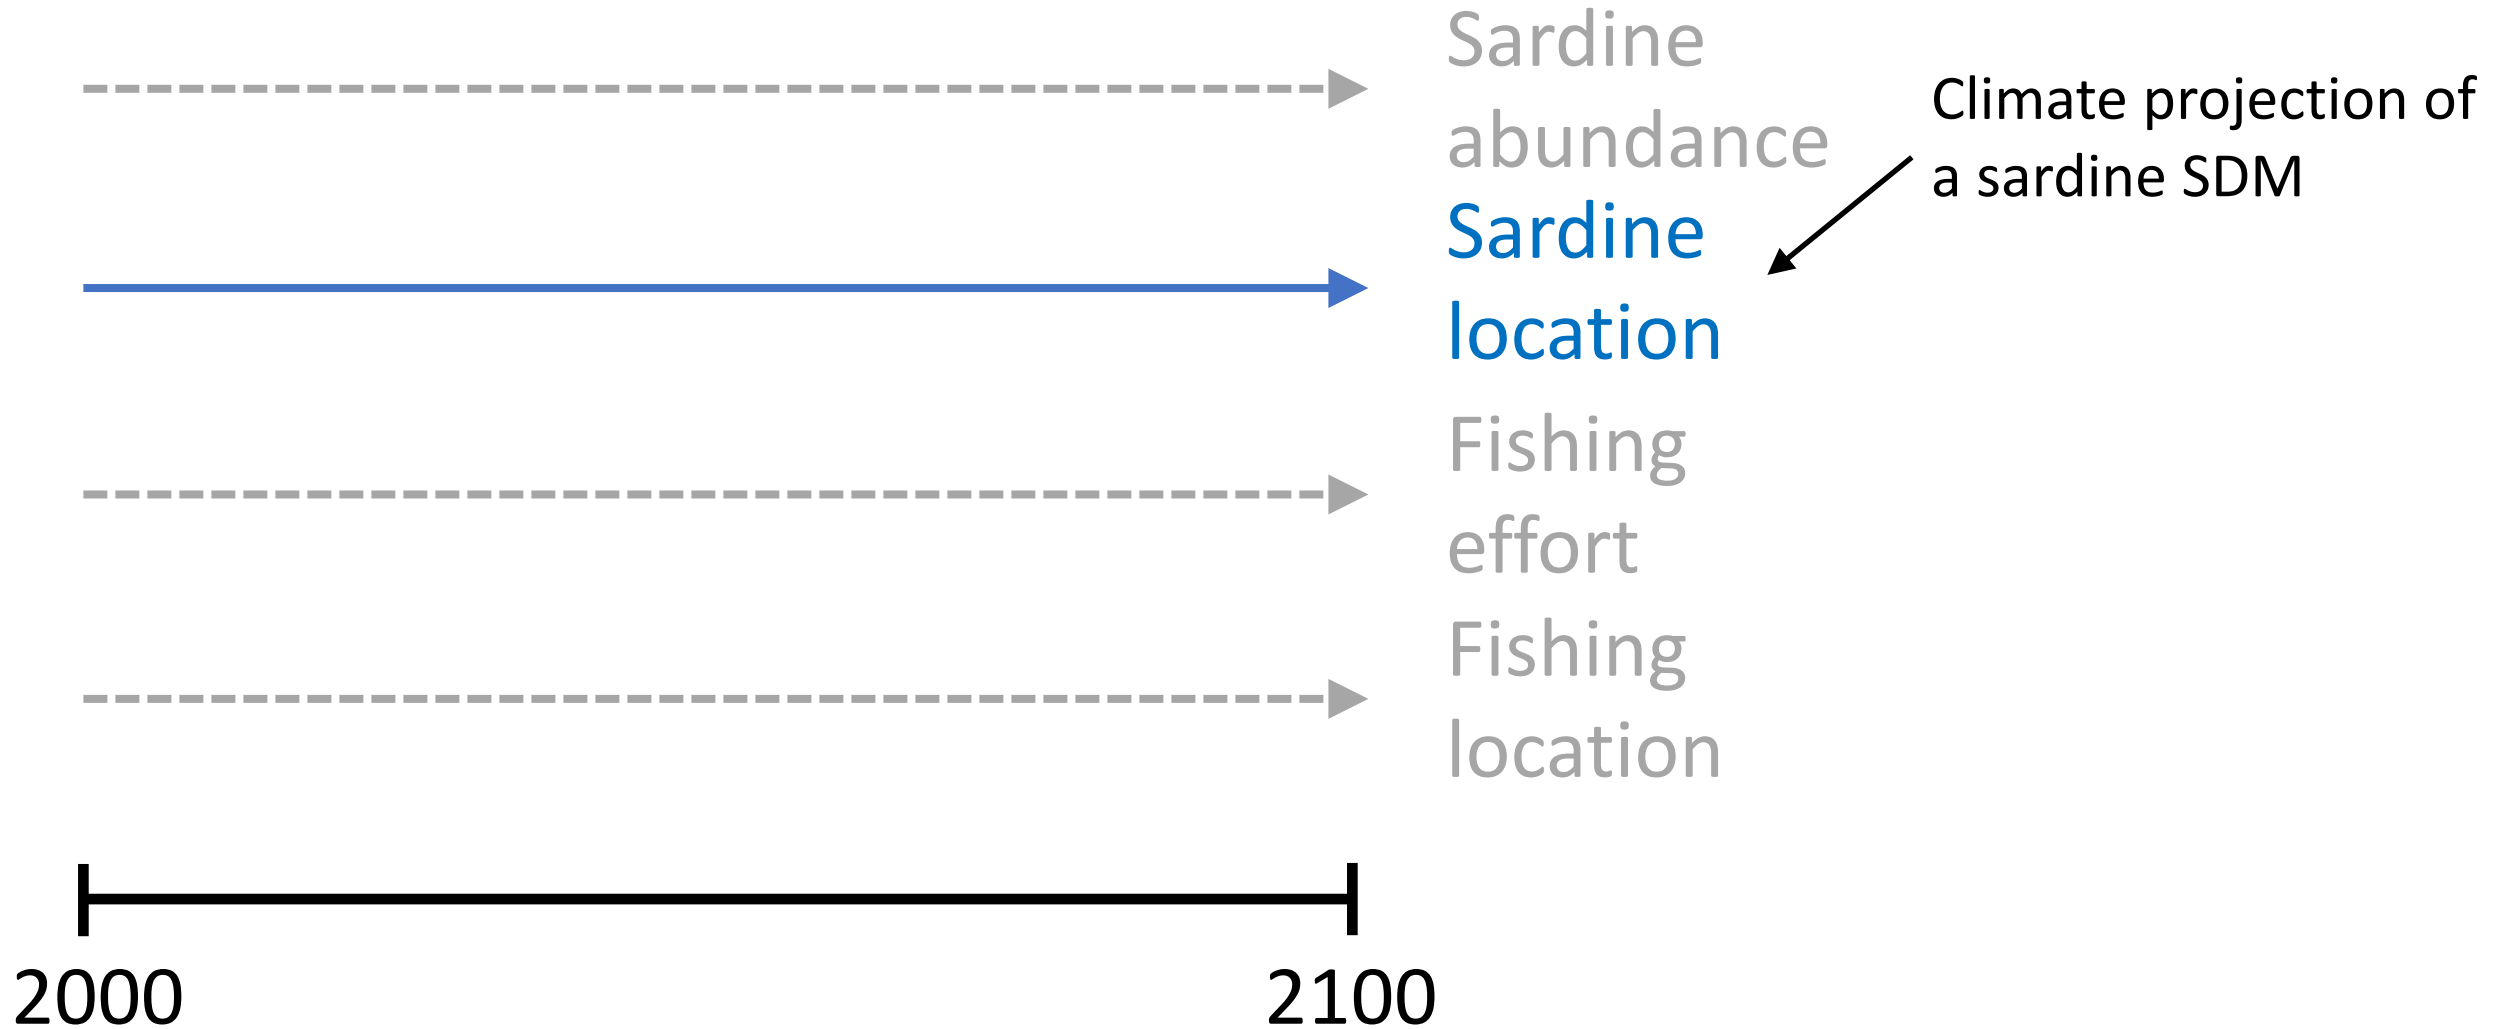 Sardine
abundance
Climate projection of
a sardine SDM
Sardine
location
Fishing
effort
Fishing
location
2000
2100